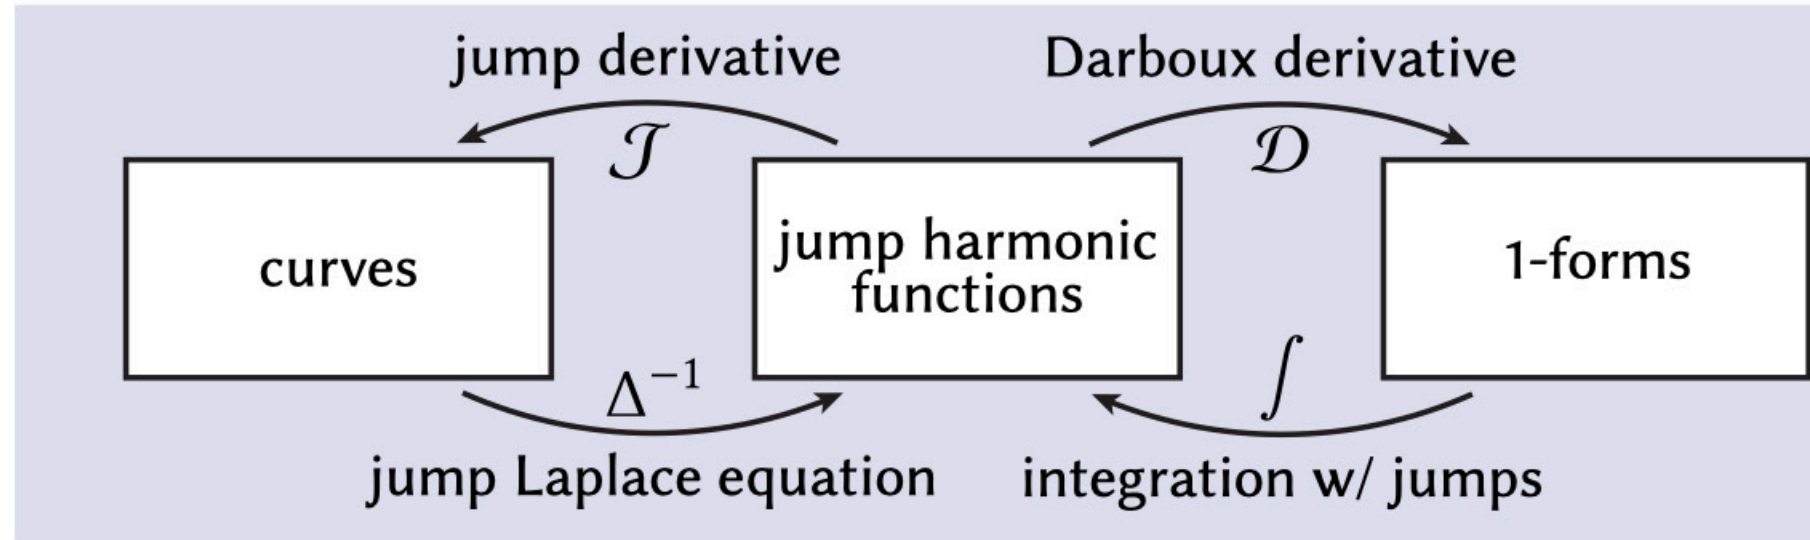 jump derivative
Darboux derivative
𝒥
𝒟
curves
jump harmonic
functions
1-forms
Δ⁻¹
∫
jump Laplace equation
integration w/ jumps